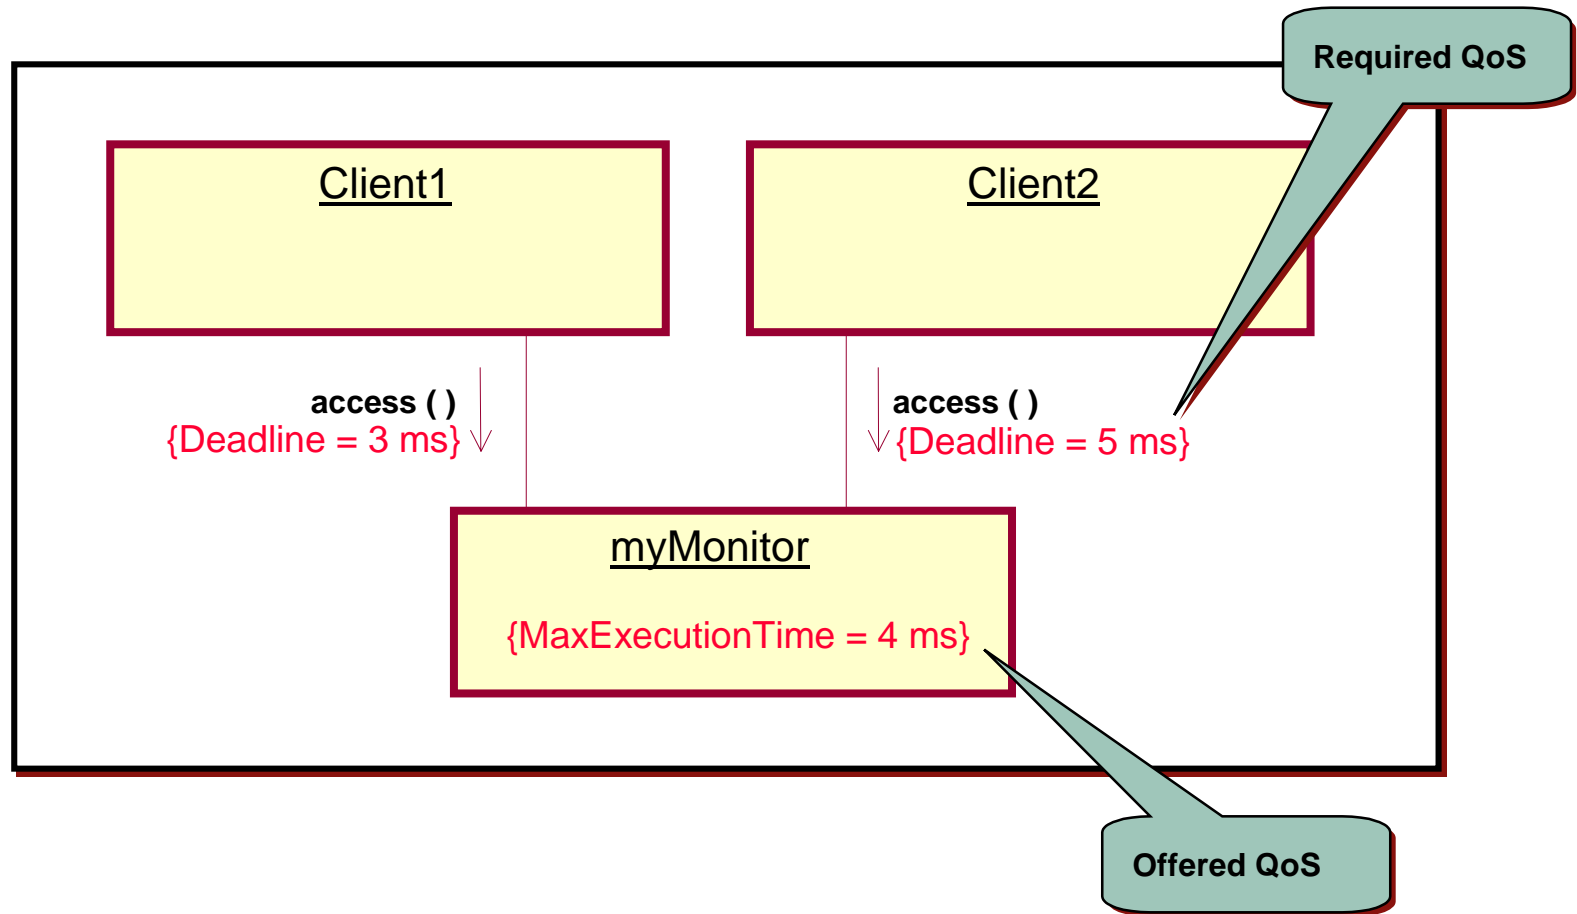 Required QoS
Client1
Client2
access ( )
{Deadline = 3 ms}
access ( )
{Deadline = 5 ms}
myMonitor
{MaxExecutionTime = 4 ms}
Offered QoS